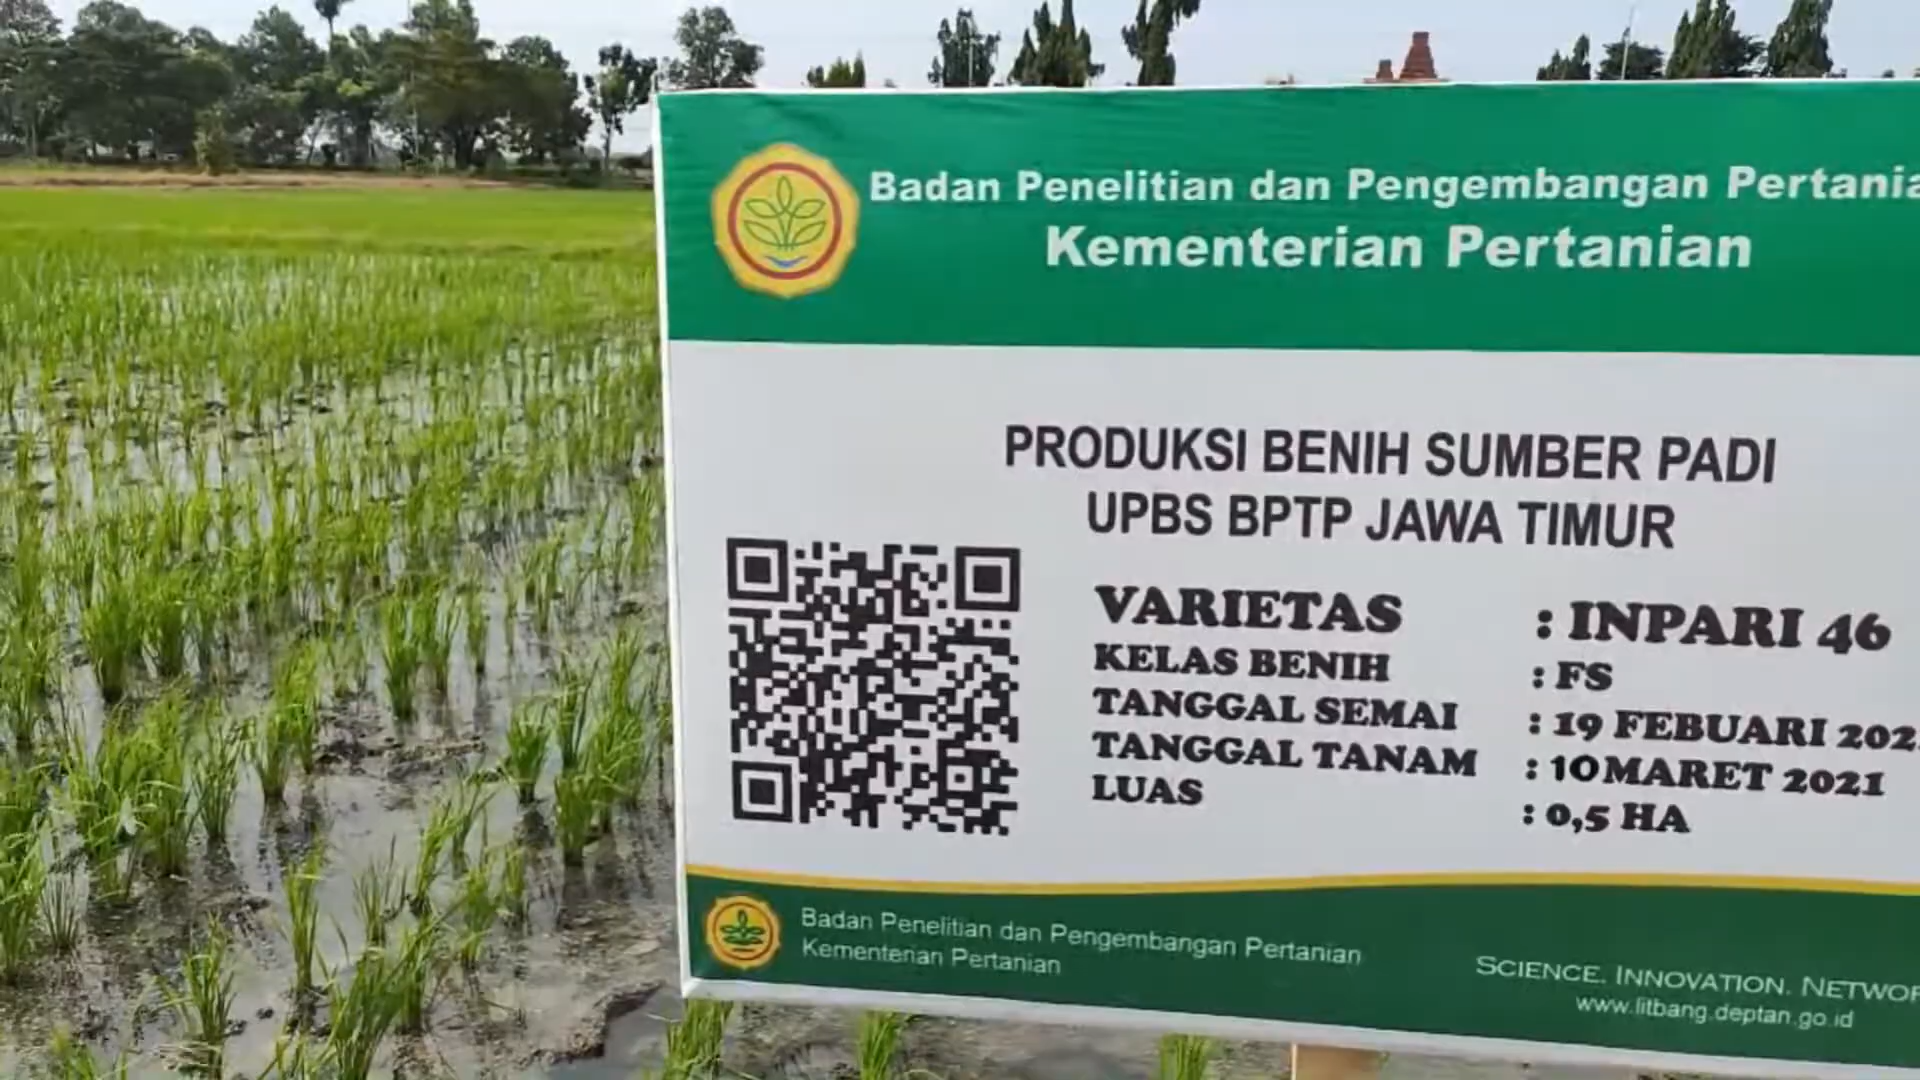 Badan Penelitian dan Pengembangan Pertania
Kementerian Pertanian
PRODUKSI BENIH SUMBER PADI
UPBS BPTP JAWA TIMUR
VARIETAS : INPARI 46
KELAS BENIH : FS
TANGGAL SEMAI : 19 FEBUARI 202
TANGGAL TANAM : 10 MARET 2021
LUAS : 0,5 HA
Badan Penelitian dan Pengembangan Pertanian
Kementerian Pertanian
SCIENCE. INNOVATION. NETWOR
www.litbang.deptan.go.id